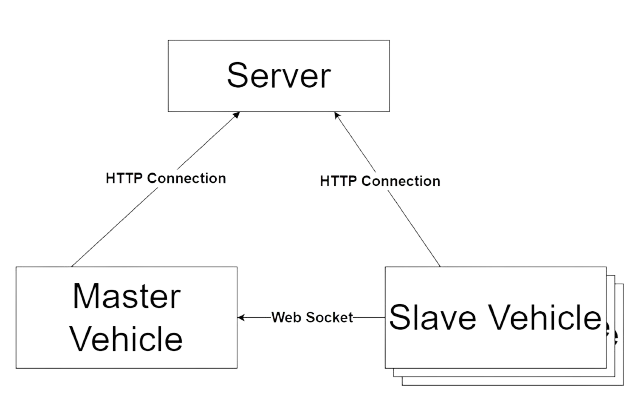 Server
HTTP Connection
HTTP Connection
Master
Vehicle
Web Socket
Slave Vehicle